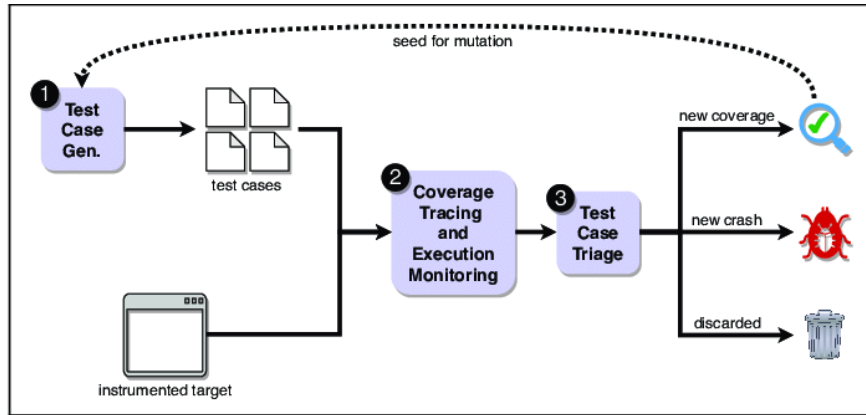 seed for mutation
1
Test
Case
Gen.
test cases
instrumented target
2
Coverage
Tracing
and
Execution
Monitoring
3
Test
Case
Triage
new coverage
new crash
discarded